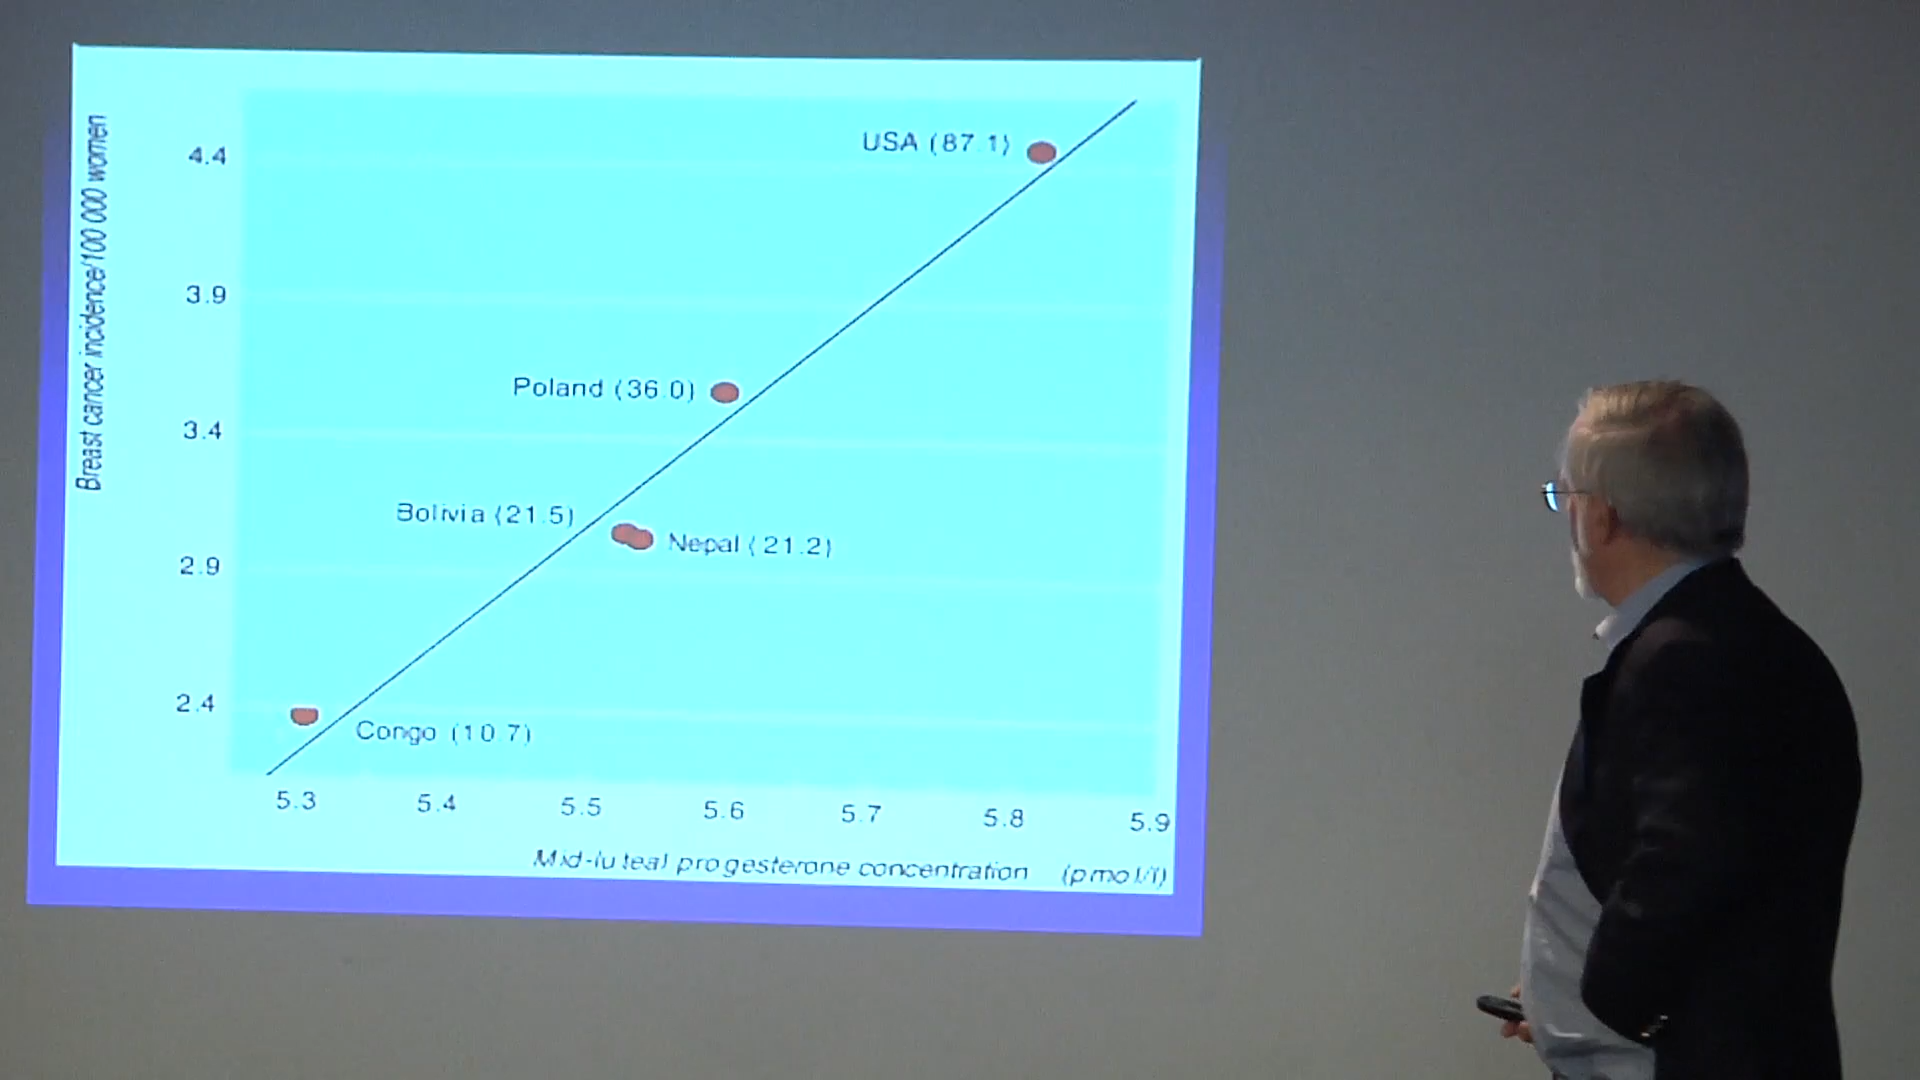 Breast cancer incidence/100 000 women
4.4
3.9
3.4
2.9
2.4
USA (87.1)
Poland (36.0)
Bolivia (21.5)
Nepal (21.2)
Congo (10.7)
5.3 5.4 5.5 5.6 5.7 5.8 5.9
Mid-luteal progesterone concentration (pmol/l)